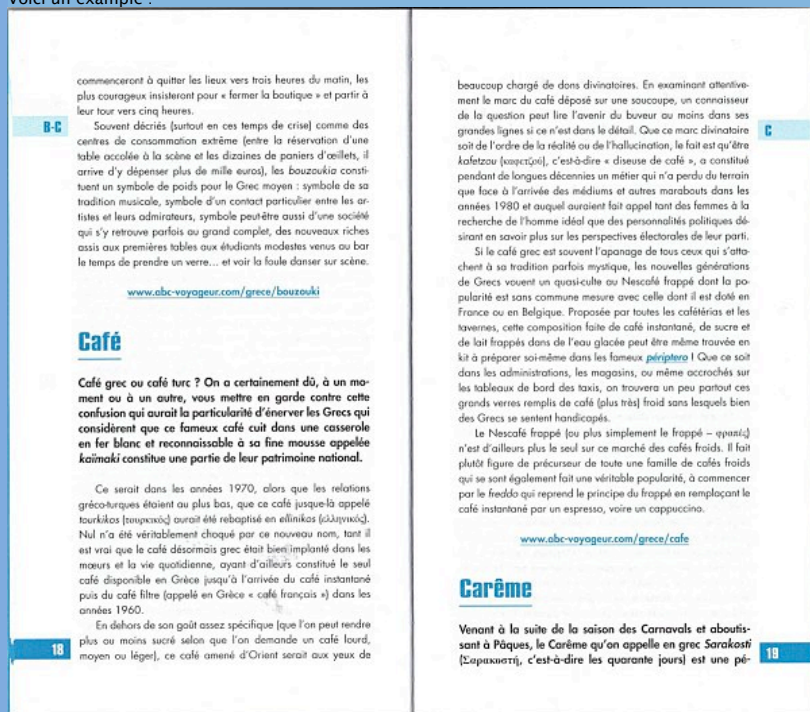 Voici un example :
commenceront à quitter les lieux vers trois heures du matin, les
plus courageux insisteront pour « fermer la boutique » et partir à
leur tour vers cinq heures.
B-C
Souvent décriés (surtout en ces temps de crise) comme des
centres de consommation extrême (entre la réservation d'une
table accolée à la scène et les dizaines de paniers d'œillets, il
arrive d'y dépenser plus de mille euros), les bouzoukia consti-
tuent un symbole de poids pour le Grec moyen : symbole de sa
tradition musicale, symbole d'un contact particulier entre les ar-
tistes et leurs admirateurs, symbole peut-être aussi d'une société
qui s'y retrouve parfois au grand complet, des nouveaux riches
assis aux premières tables aux étudiants modestes venus au bar
le temps de prendre un verre... et voir la foule danser sur scène.
www.abc-voyageur.com/grece/bouzouki
Café
Café grec ou café turc ? On a certainement dû, à un mo-
ment ou à un autre, vous mettre en garde contre cette
confusion qui aurait la particularité d'énerver les Grecs qui
considèrent que ce fameux café cuit dans une casserole
en fer blanc et reconnaissable à sa fine mousse appelée
kaïmaki constitue une partie de leur patrimoine national.
Ce serait dans les années 1970, alors que les relations
gréco-turques étaient au plus bas, que ce café jusque-là appelé
tourkikos (τουρκικός) aurait été rebaptisé en ellinikos (ελληνικός).
Nul n'a été véritablement choqué par ce nouveau nom, tant il
est vrai que le café désormais grec était bien implanté dans les
mœurs et la vie quotidienne, ayant d'ailleurs constitué le seul
café disponible en Grèce jusqu'à l'arrivée du café instantané
puis du café filtre (appelé en Grèce « café français ») dans les
années 1960.
En dehors de son goût assez spécifique (que l'on peut rendre
plus ou moins sucré selon que l'on demande un café lourd,
moyen ou léger), ce café amené d'Orient serait aux yeux de
18
beaucoup chargé de dons divinatoires. En examinant attentive-
ment le marc du café déposé sur une soucoupe, un connaisseur
de la question peut lire l'avenir du buveur au moins dans ses
grandes lignes si ce n'est dans le détail. Que ce marc divinatoire
soit de l'ordre de la réalité ou de l'hallucination, le fait est qu'être
kafetzou (καφετζού), c'est-à-dire « diseuse de café », a constitué
pendant de longues décennies un métier qui n'a perdu du terrain
que face à l'arrivée des médiums et autres marabouts dans les
années 1980 et auquel auraient fait appel tant des femmes à la
recherche de l'homme idéal que des personnalités politiques dé-
sirant en savoir plus sur les perspectives électorales de leur parti.
C
Si le café grec est souvent l'apanage de tous ceux qui s'atta-
chent à sa tradition parfois mystique, les nouvelles générations
de Grecs vouent un quasi-culte au Nescafé frappé dont la po-
pularité est sans commune mesure avec celle dont il est doté en
France ou en Belgique. Proposée par toutes les cafétérias et les
tavernes, cette composition faite de café instantané, de sucre et
de lait frappés dans de l'eau glacée peut être même trouvée en
kit à préparer soi-même dans les fameux périptero ! Que ce soit
dans les administrations, les magasins, ou même accrochés sur
les tableaux de bord des taxis, on trouvera un peu partout ces
grands verres remplis de café (plus très) froid sans lesquels bien
des Grecs se sentent handicapés.
Le Nescafé frappé (ou plus simplement le frappé – φραπές)
n'est d'ailleurs plus le seul sur ce marché des cafés froids. Il fait
plutôt figure de précurseur de toute une famille de cafés froids
qui se sont également fait une véritable popularité, à commencer
par le freddo qui reprend le principe du frappé en remplaçant le
café instantané par un espresso, voire un cappuccino.
www.abc-voyageur.com/grece/cafe
Carême
Venant à la suite de la saison des Carnavals et aboutis-
sant à Pâques, le Carême qu'on appelle en grec Sarakosti
(Σαρακοστή, c'est-à-dire les quarante jours) est une pé-
19